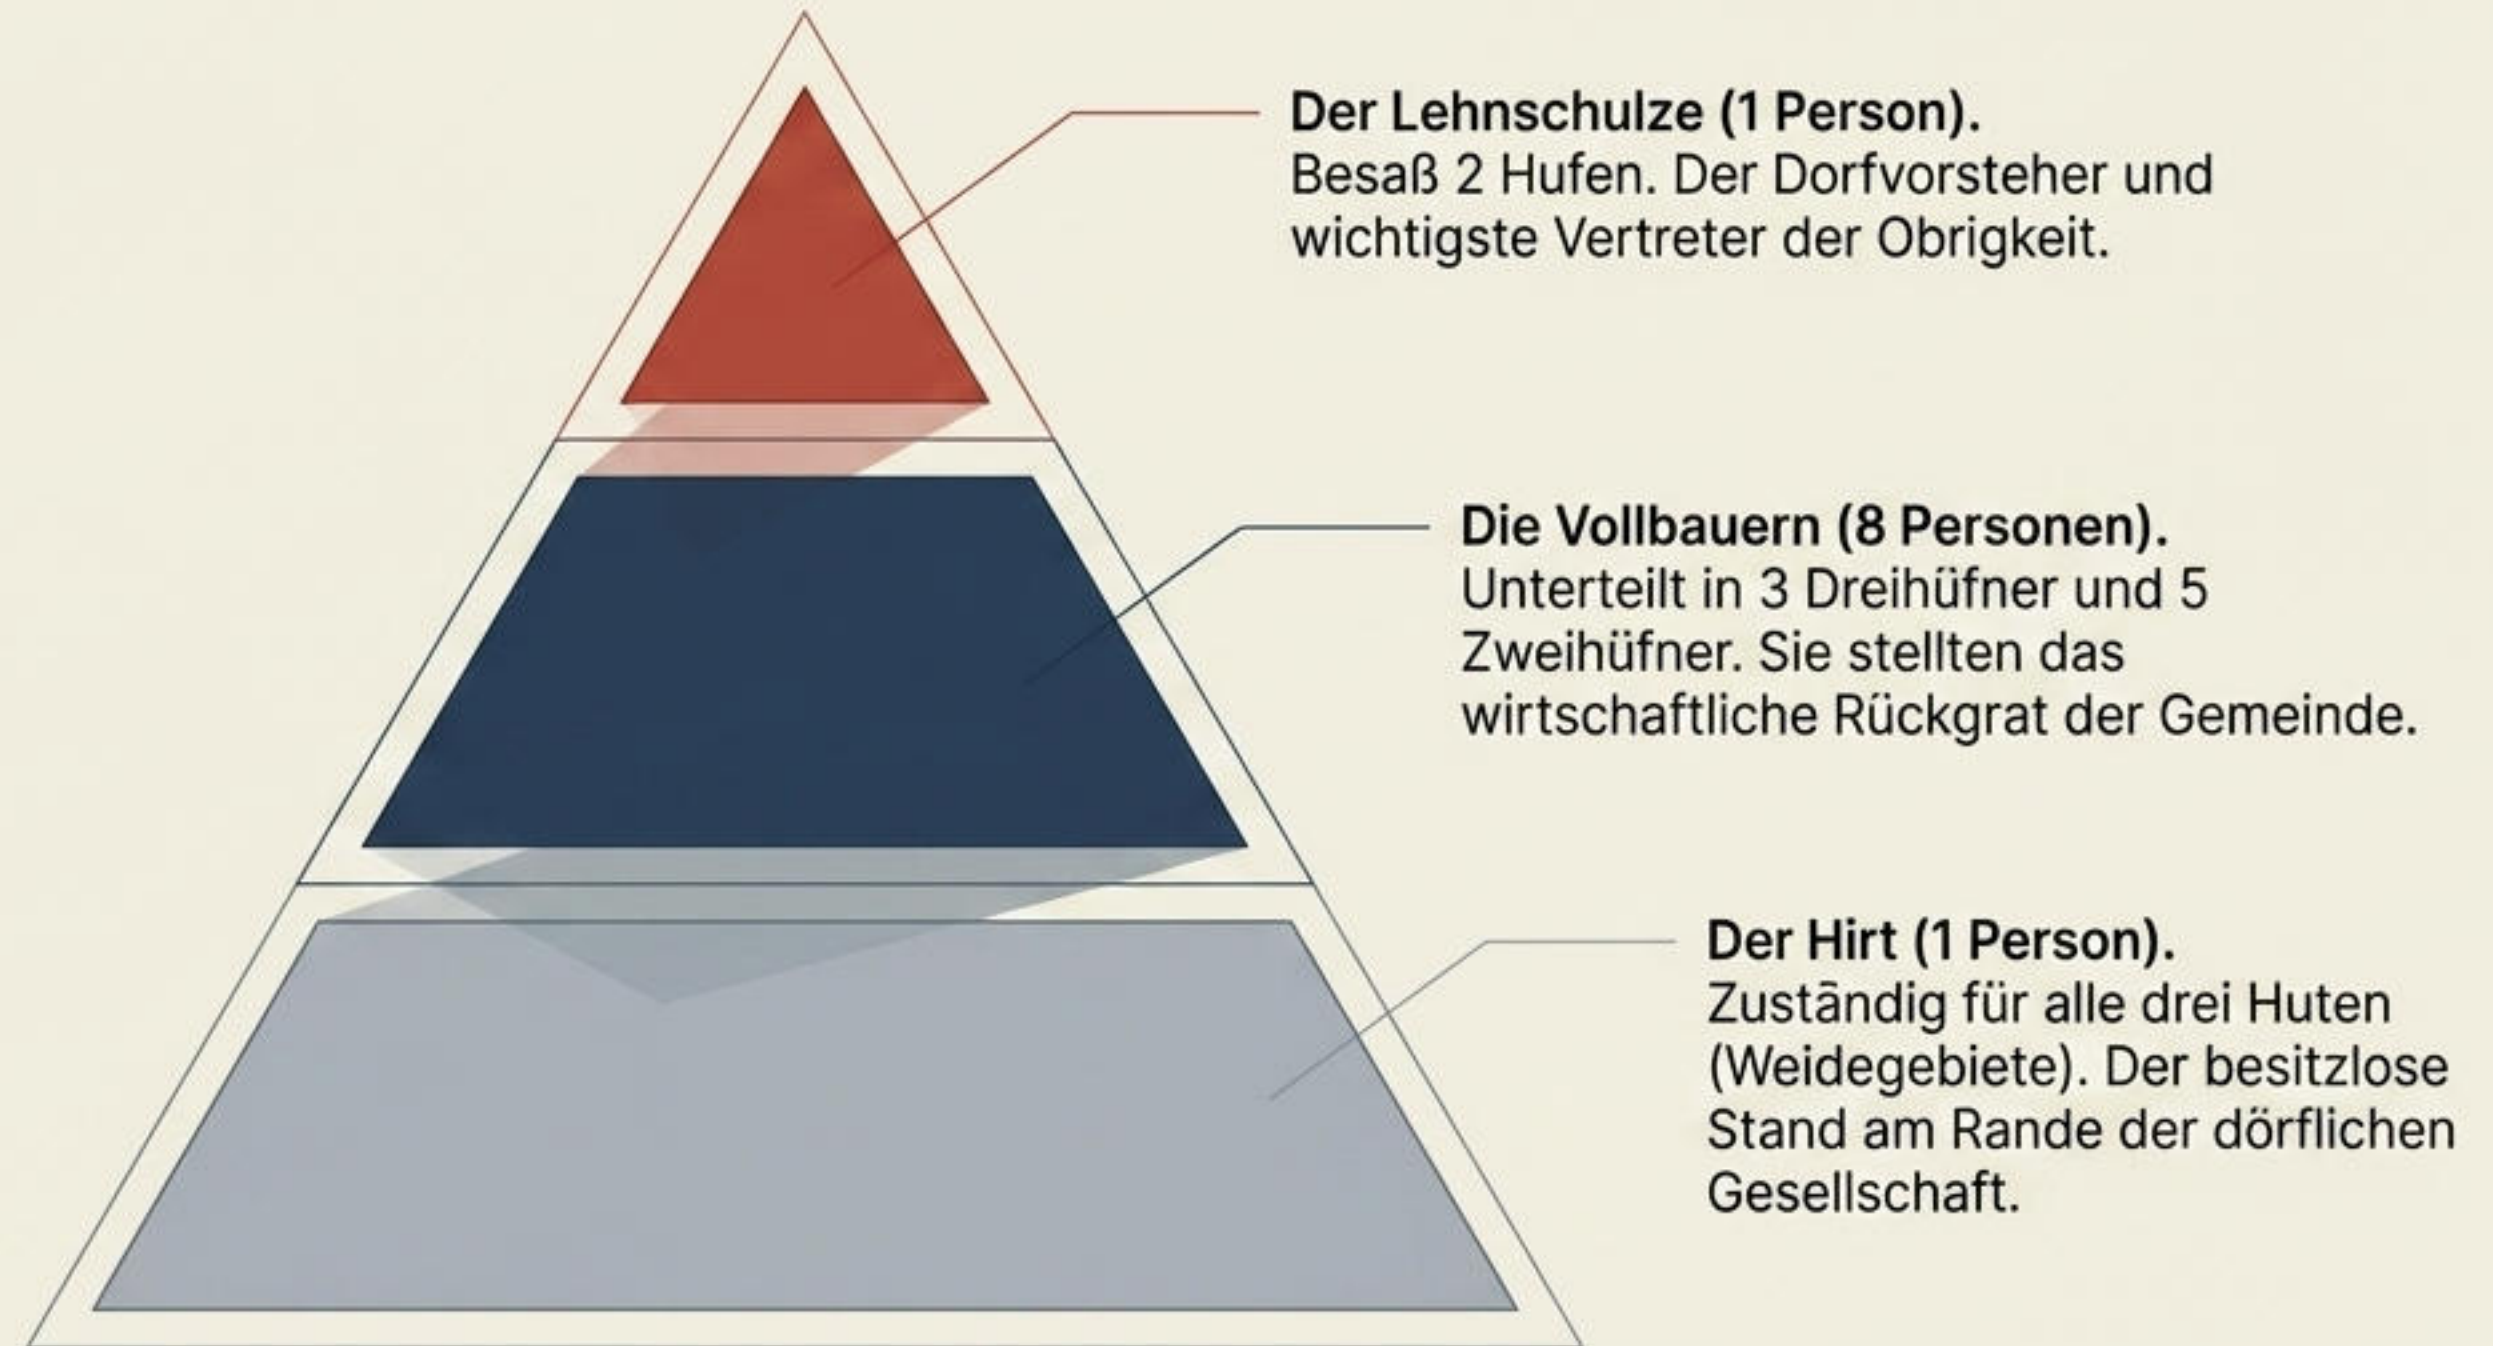 Der Lehnschulze (1 Person).
Besaß 2 Hufen. Der Dorfvorsteher und
wichtigste Vertreter der Obrigkeit.
Die Vollbauern (8 Personen).
Unterteilt in 3 Dreihüfner und 5
Zweihüfner. Sie stellten das
wirtschaftliche Rückgrat der Gemeinde.
Der Hirt (1 Person).
Zuständig für alle drei Huten
(Weidegebiete). Der besitzlose
Stand am Rande der dörflichen
Gesellschaft.